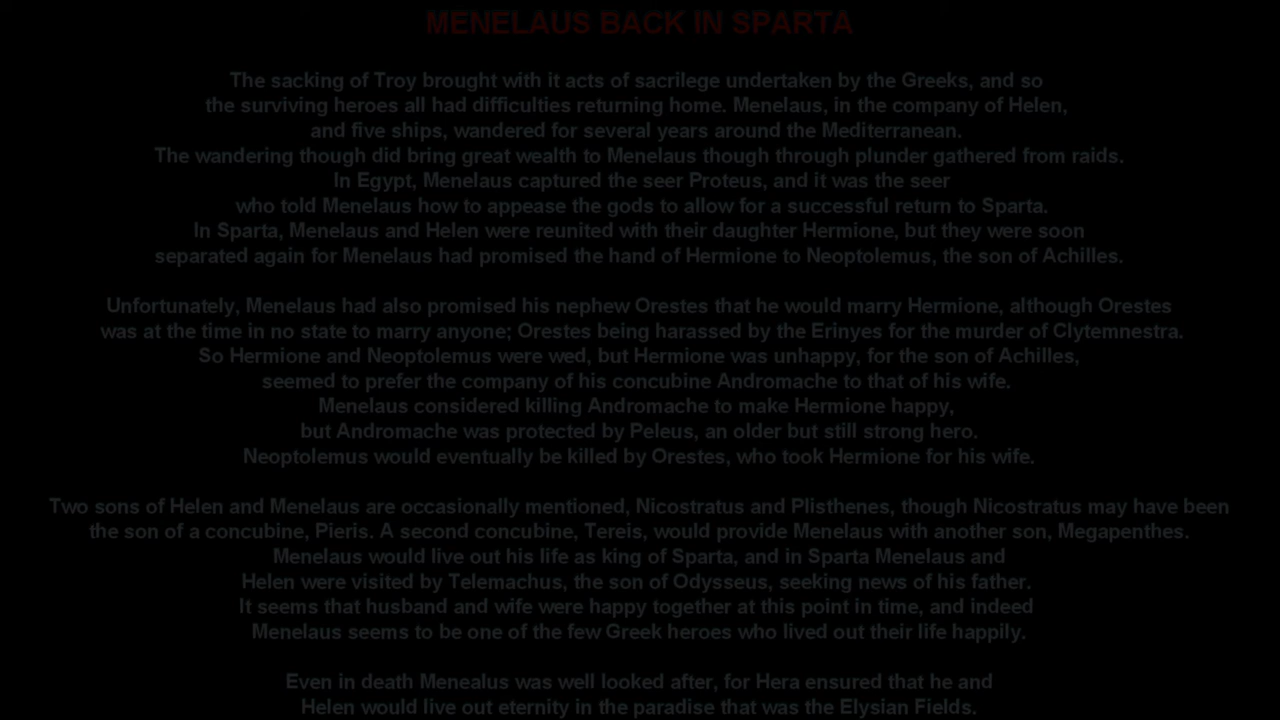 MENELAUS BACK IN SPARTA
The sacking of Troy brought with it acts of sacrilege undertaken by the Greeks, and so
the surviving heroes all had difficulties returning home. Menelaus, in the company of Helen,
and five ships, wandered for several years around the Mediterranean.
The wandering though did bring great wealth to Menelaus though through plunder gathered from raids.
In Egypt, Menelaus captured the seer Proteus, and it was the seer
who told Menelaus how to appease the gods to allow for a successful return to Sparta.
In Sparta, Menelaus and Helen were reunited with their daughter Hermione, but they were soon
separated again for Menelaus had promised the hand of Hermione to Neoptolemus, the son of Achilles.
Unfortunately, Menelaus had also promised his nephew Orestes that he would marry Hermione, although Orestes
was at the time in no state to marry anyone; Orestes being harassed by the Erinyes for the murder of Clytemnestra.
So Hermione and Neoptolemus were wed, but Hermione was unhappy, for the son of Achilles,
seemed to prefer the company of his concubine Andromache to that of his wife.
Menelaus considered killing Andromache to make Hermione happy,
but Andromache was protected by Peleus, an older but still strong hero.
Neoptolemus would eventually be killed by Orestes, who took Hermione for his wife.
Two sons of Helen and Menelaus are occasionally mentioned, Nicostratus and Plisthenes, though Nicostratus may have been
the son of a concubine, Pieris. A second concubine, Tereis, would provide Menelaus with another son, Megapenthes.
Menelaus would live out his life as king of Sparta, and in Sparta Menelaus and
Helen were visited by Telemachus, the son of Odysseus, seeking news of his father.
It seems that husband and wife were happy together at this point in time, and indeed
Menelaus seems to be one of the few Greek heroes who lived out their life happily.
Even in death Menealus was well looked after, for Hera ensured that he and
Helen would live out eternity in the paradise that was the Elysian Fields.